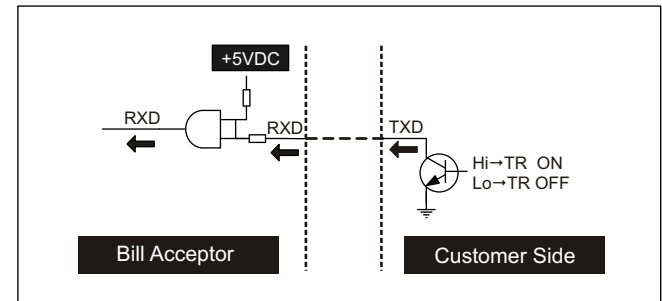 +5VDC
RXD
RXD
TXD
Hi→TR ON
Lo→TR OFF
Bill Acceptor
Customer Side